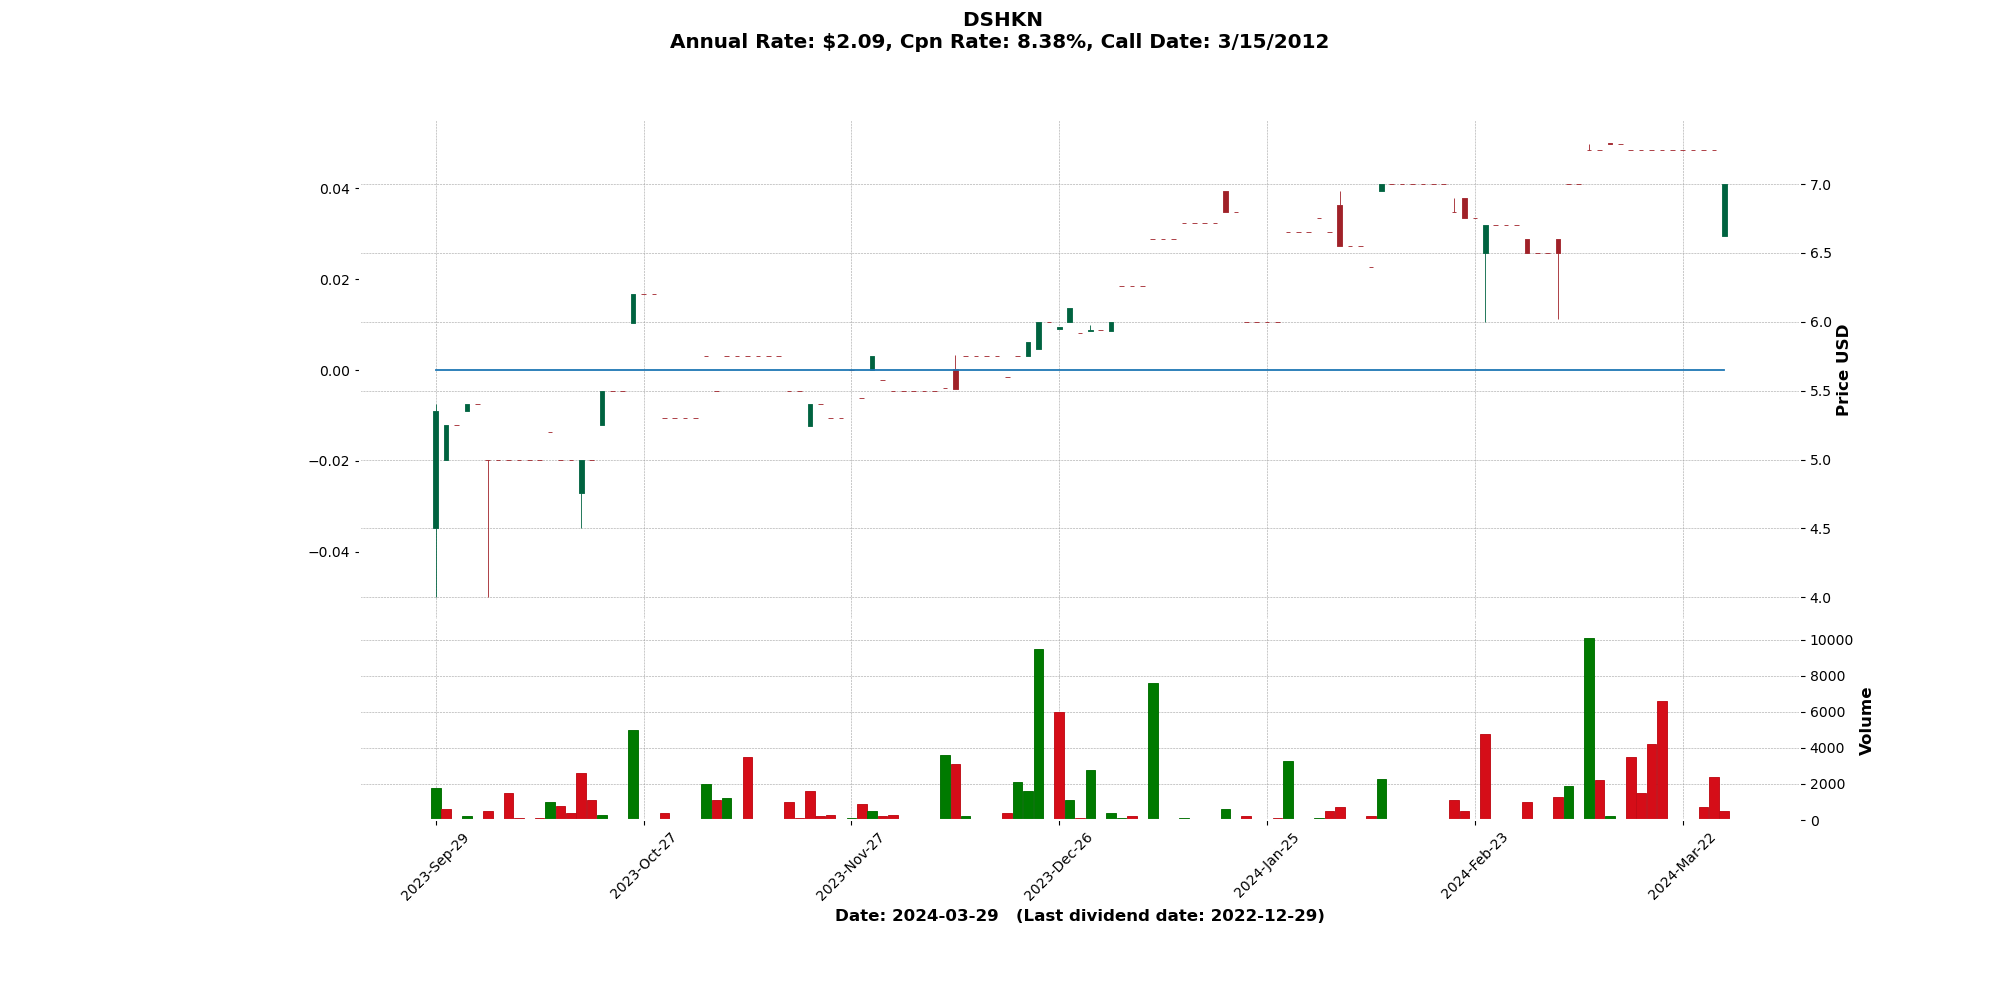 DSHKN
Annual Rate: $2.09, Cpn Rate: 8.38%, Call Date: 3/15/2012
0.04
0.02
0.00
−0.02
−0.04
7.0
6.5
6.0
5.5
5.0
4.5
4.0
Price USD
10000
8000
6000
4000
2000
0
Volume
2023-Sep-29
2023-Oct-27
2023-Nov-27
2023-Dec-26
2024-Jan-25
2024-Feb-23
2024-Mar-22
Date: 2024-03-29 (Last dividend date: 2022-12-29)